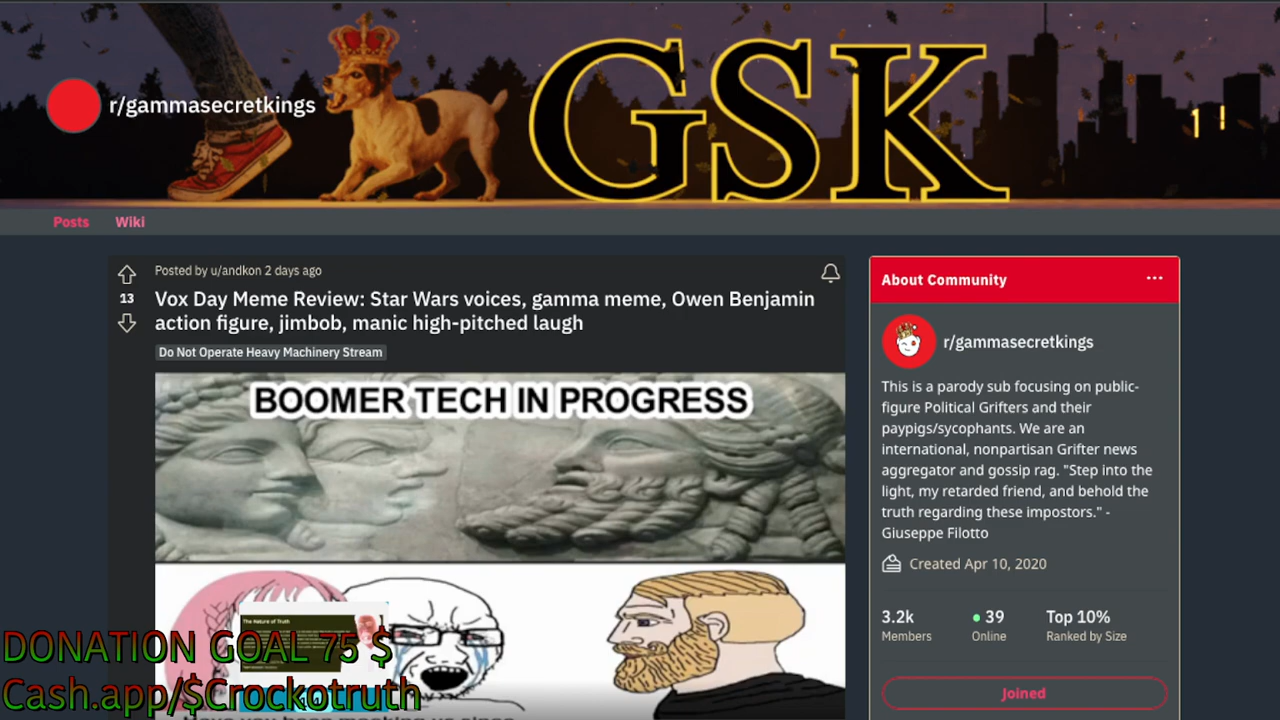 GSK
r/gammasecretkings
Posts
Wiki
Posted by u/andkon 2 days ago
13
Vox Day Meme Review: Star Wars voices, gamma meme, Owen Benjamin
action figure, jimbob, manic high-pitched laugh
Do Not Operate Heavy Machinery Stream
BOOMER TECH IN PROGRESS
The Nature of Truth
DONATION GOAL 75 $
Cash.app/$Crockotruth
About Community
r/gammasecretkings
This is a parody sub focusing on public-
figure Political Grifters and their
paypigs/sycophants. We are an
international, nonpartisan Grifter news
aggregator and gossip rag. "Step into the
light, my retarded friend, and behold the
truth regarding these impostors." -
Giuseppe Filotto
Created Apr 10, 2020
3.2k
Members
39
Online
Top 10%
Ranked by Size
Joined